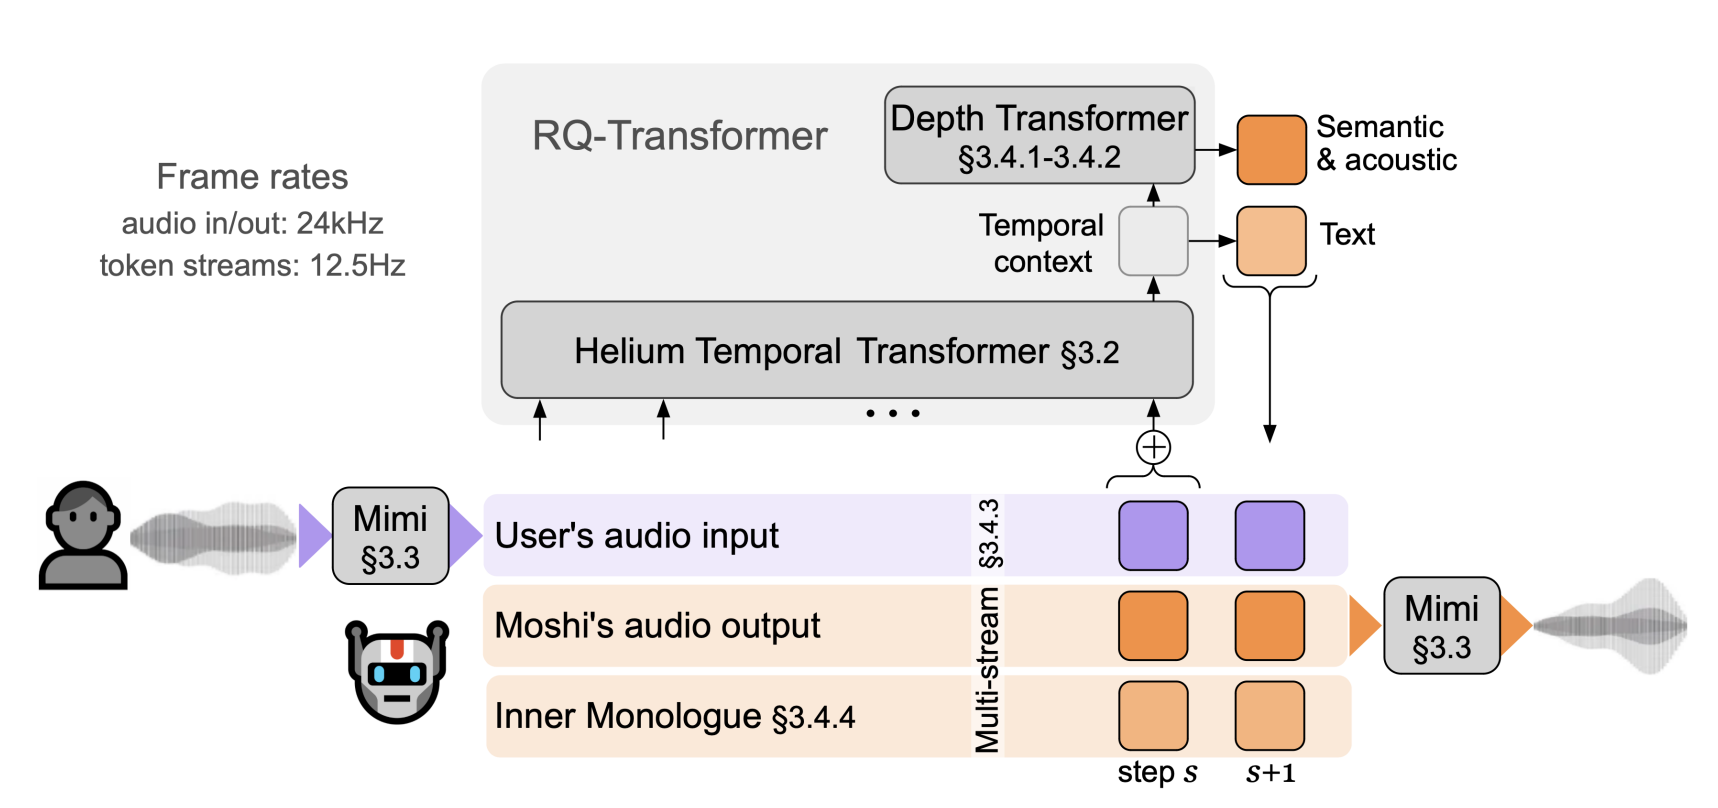 RQ-Transformer
Depth Transformer
§3.4.1-3.4.2
Semantic
& acoustic
Frame rates
audio in/out: 24kHz
token streams: 12.5Hz
Temporal
context
Text
Helium Temporal Transformer §3.2
...
+
Mimi
§3.3
User's audio input
Moshi's audio output
Inner Monologue §3.4.4
Multi-stream §3.4.3
Mimi
§3.3
step s
s+1